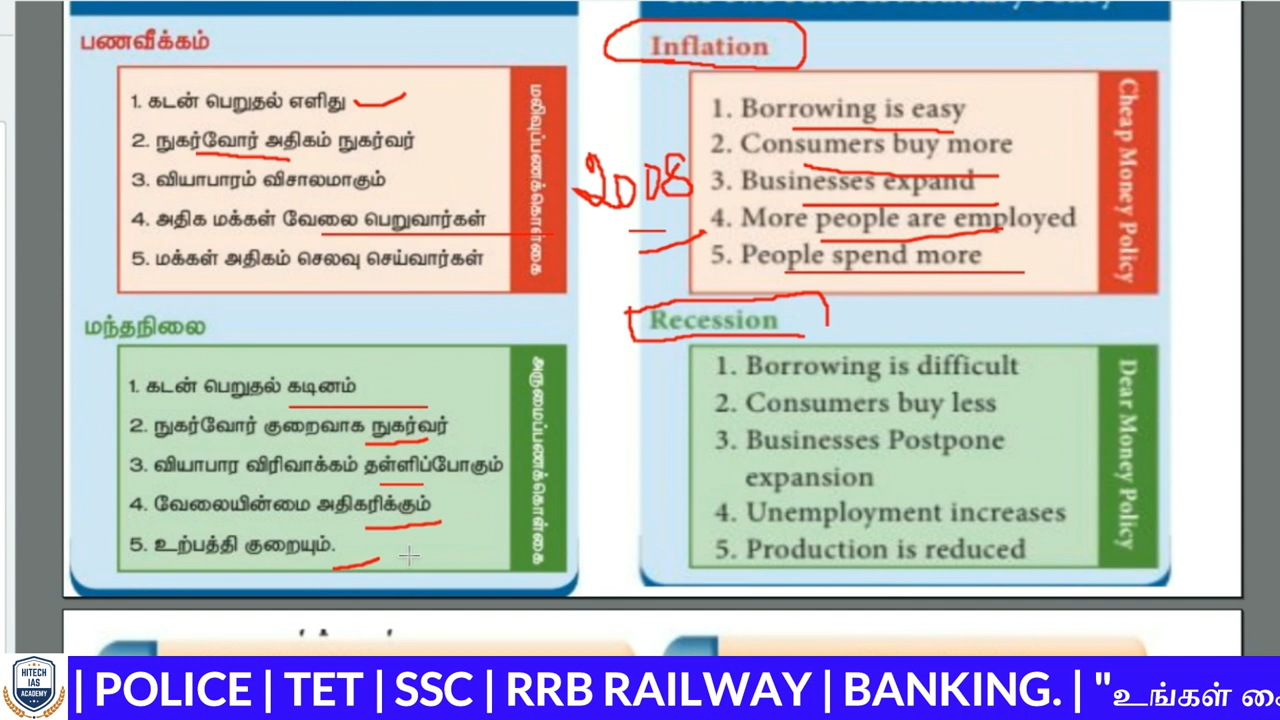 பணவீக்கம்
1. கடன் பெறுதல் எளிது
2. நுகர்வோர் அதிகம் நுகர்வர்
3. வியாபாரம் விசாலமாகும்
4. அதிக மக்கள் வேலை பெறுவார்கள்
5. மக்கள் அதிகம் செலவு செய்வார்கள்
மலிவுப்பணக்கொள்கை
மந்தநிலை
1. கடன் பெறுதல் கடினம்
2. நுகர்வோர் குறைவாக நுகர்வர்
3. வியாபார விரிவாக்கம் தள்ளிப்போகும்
4. வேலையின்மை அதிகரிக்கும்
5. உற்பத்தி குறையும்.
அருமைப்பணக்கொள்கை
2008
Inflation
1. Borrowing is easy
2. Consumers buy more
3. Businesses expand
4. More people are employed
5. People spend more
Cheap Money Policy
Recession
1. Borrowing is difficult
2. Consumers buy less
3. Businesses Postpone
expansion
4. Unemployment increases
5. Production is reduced
Dear Money Policy
HITECH
IAS
ACADEMY
| POLICE | TET | SSC | RRB RAILWAY | BANKING. | "உங்கள்